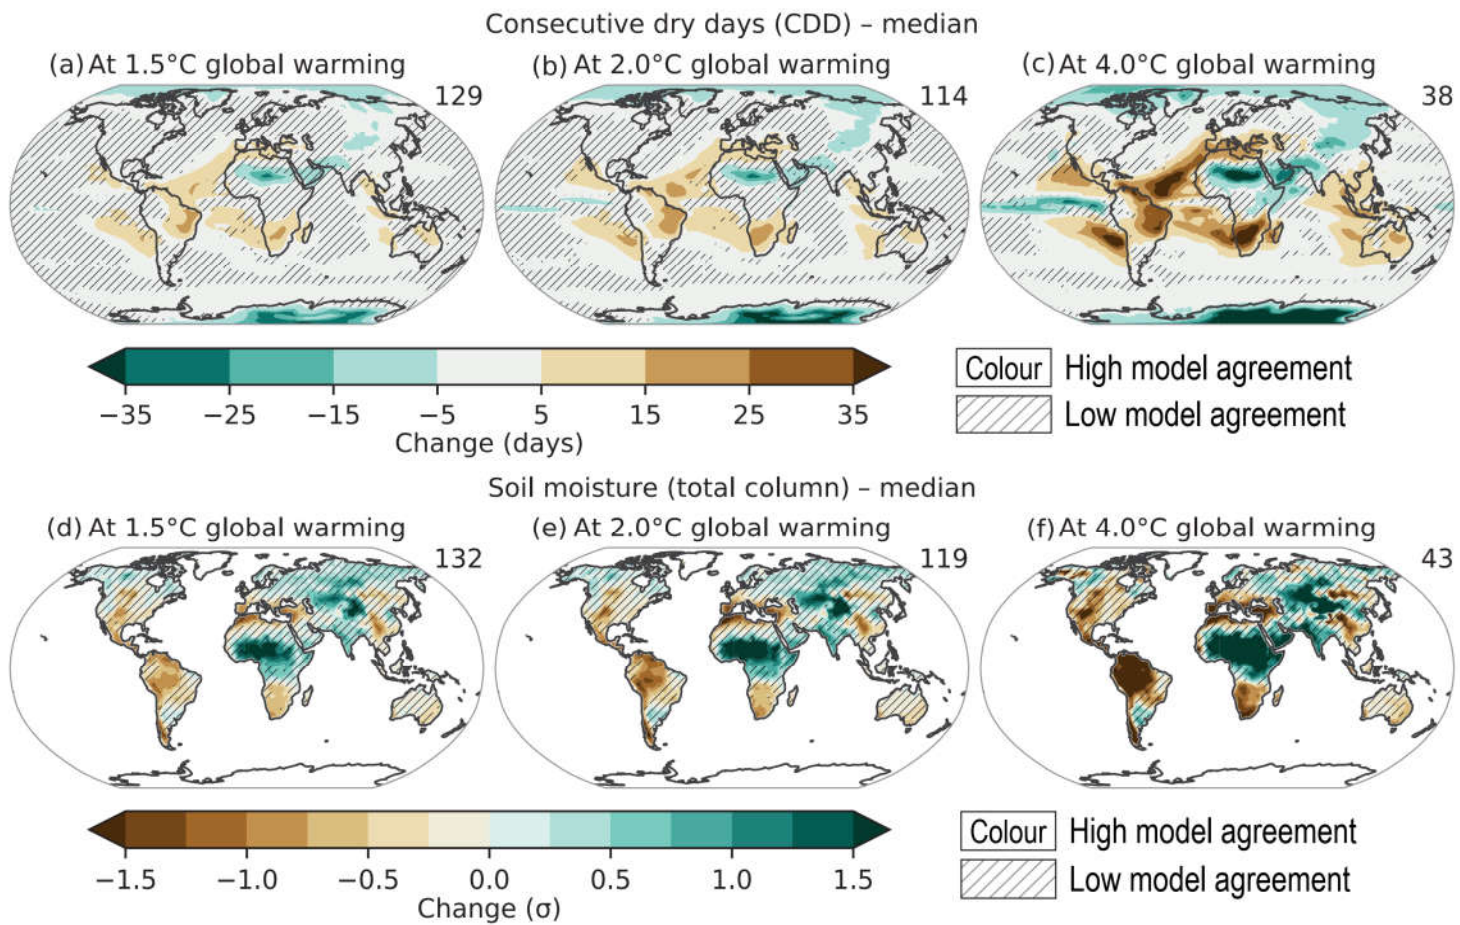 Consecutive dry days (CDD) – median
(a) At 1.5°C global warming
129
(b) At 2.0°C global warming
114
(c) At 4.0°C global warming
38
−35 −25 −15 −5 5 15 25 35
Change (days)
Colour High model agreement
Low model agreement
Soil moisture (total column) – median
(d) At 1.5°C global warming
132
(e) At 2.0°C global warming
119
(f) At 4.0°C global warming
43
−1.5 −1.0 −0.5 0.0 0.5 1.0 1.5
Change (σ)
Colour High model agreement
Low model agreement